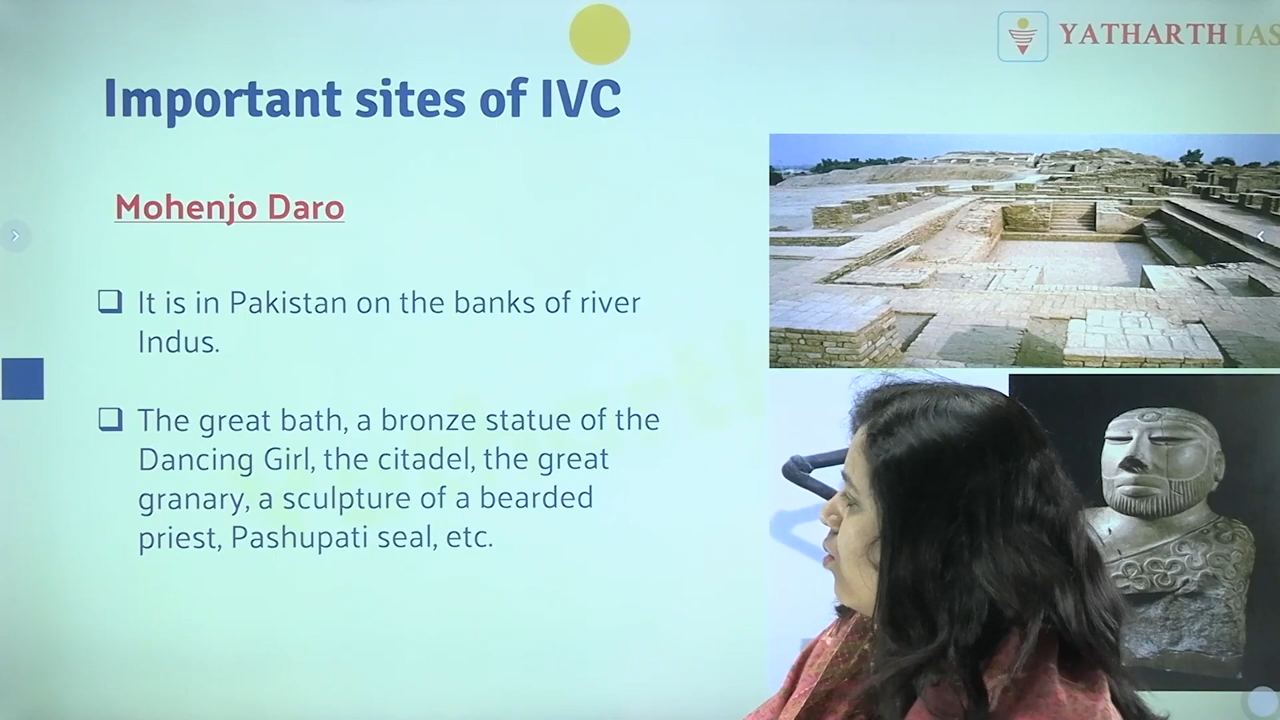 YATHARTH IAS
Important sites of IVC
Mohenjo Daro
It is in Pakistan on the banks of river
Indus.
The great bath, a bronze statue of the
Dancing Girl, the citadel, the great
granary, a sculpture of a bearded
priest, Pashupati seal, etc.